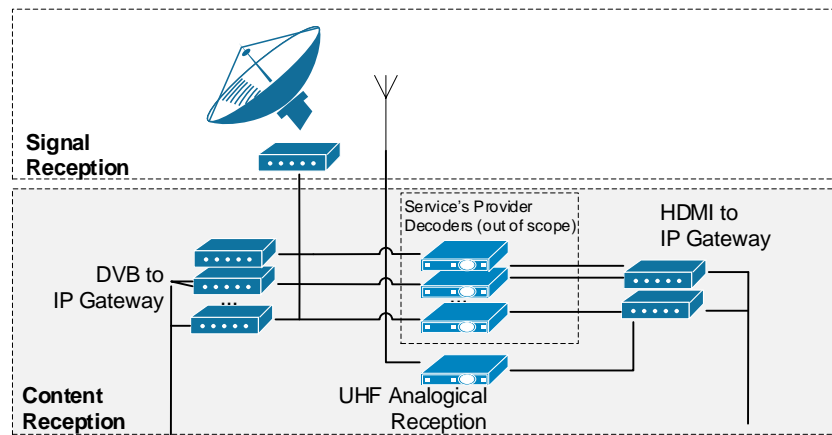 Signal
Reception
Service's Provider
Decoders (out of scope)
HDMI to
IP Gateway
DVB to
IP Gateway
...
...
UHF Analogical
Reception
Content
Reception